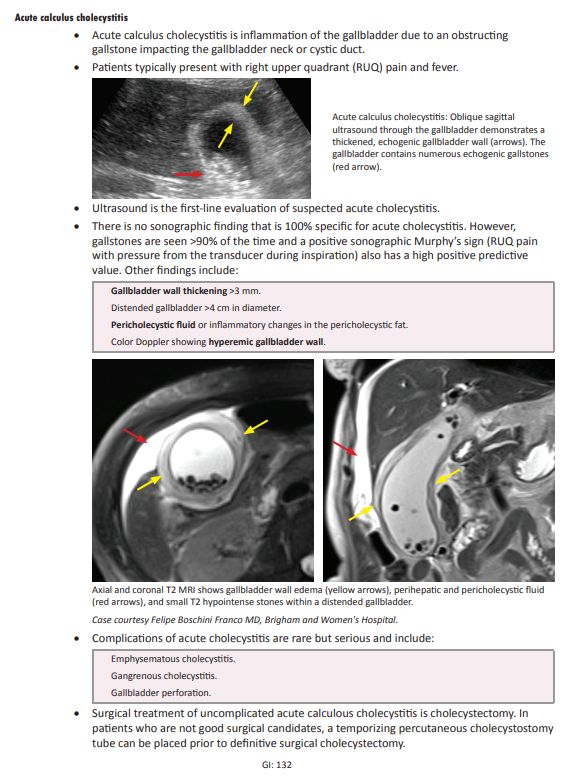 Acute calculus cholecystitis
• Acute calculus cholecystitis is inflamation of the gallbladder due to an obstructing
gallstone impacting the gallbladder neck or cystic duct.
• Patients typically present with right upper quadrant (RUQ) pain and fever.
Acute calculus cholecystitis: Oblique sagittal
ultrasound through the gallbladder demonstrates a
thickened, echogenic gallbladder wall (arrows). The
gallbladder contains numerous echogenic gallstones
(red arrow).
• Ultrasound is the first-line evaluation of suspected acute cholecystitis.
• There is no sonographic finding that is 100% specific for acute cholecystitis. However,
gallstones are seen >90% of the time and a positive sonographic Murphy's sign (RUQ pain
with pressure from the transducer during inspiration) also has a high positive predictive
value. Other findings include:
Gallbladder wall thickening >3 mm.
Distended gallbladder >4 cm in diameter.
Pericholecystic fluid or inflammatory changes in the pericholecystic fat.
Color Doppler showing hyperemic gallbladder wall.
Axial and coronal T2 MRI shows gallbladder wall edema (yellow arrows), perihepatic and pericholecystic fluid
(red arrows), and small T2 hypointense stones within a distended gallbladder.
Case courtesy Felipe Boschini Franco MD, Brigham and Women's Hospital.
• Complications of acute cholecystitis are rare but serious and include:
Emphysematous cholecystitis.
Gangrenous cholecystitis.
Gallbladder perforation.
• Surgical treatment of uncomplicated acute calculous cholecystitis is cholecystectomy. In
patients who are not good surgical candidates, a temporizing percutaneous cholecystostomy
tube can be placed prior to definitive surgical cholecystectomy.
GI: 132